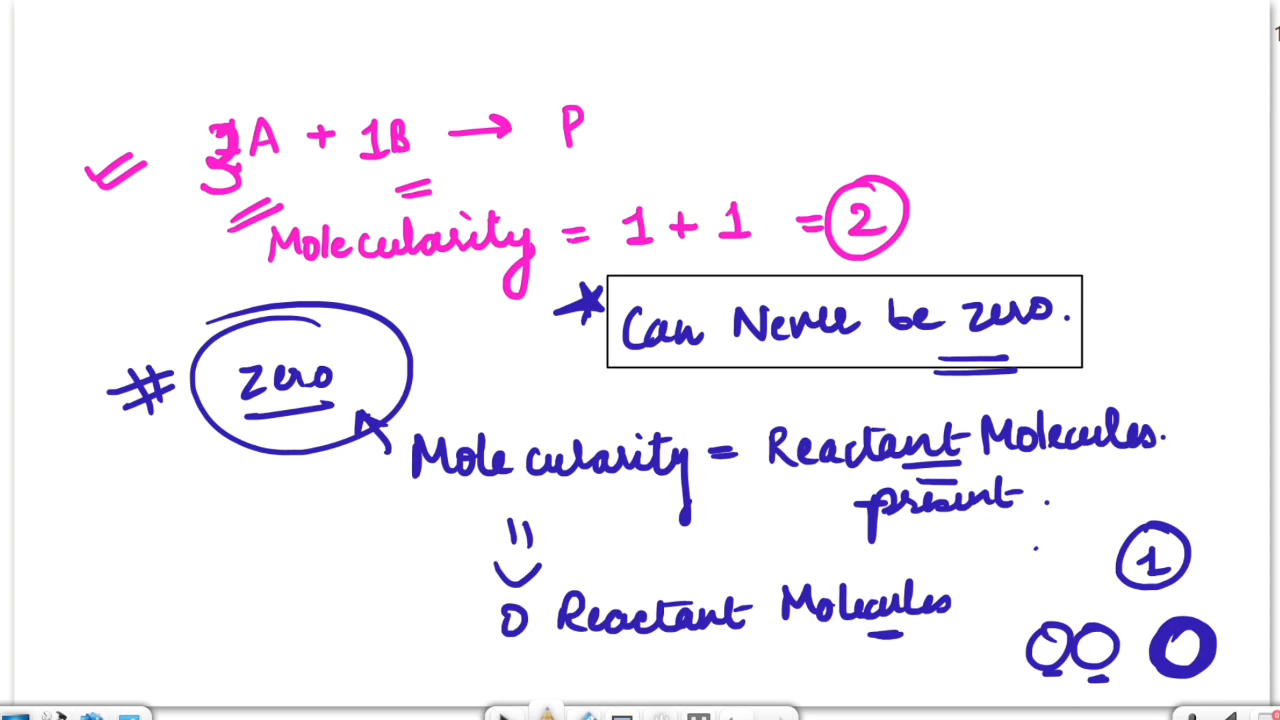 A + 1B → P
Molecularity = 1 + 1 = 2
* Can Never be zero.
# zero
Molecularity = Reactant Molecules.
present.
0 Reactant Molecules
1